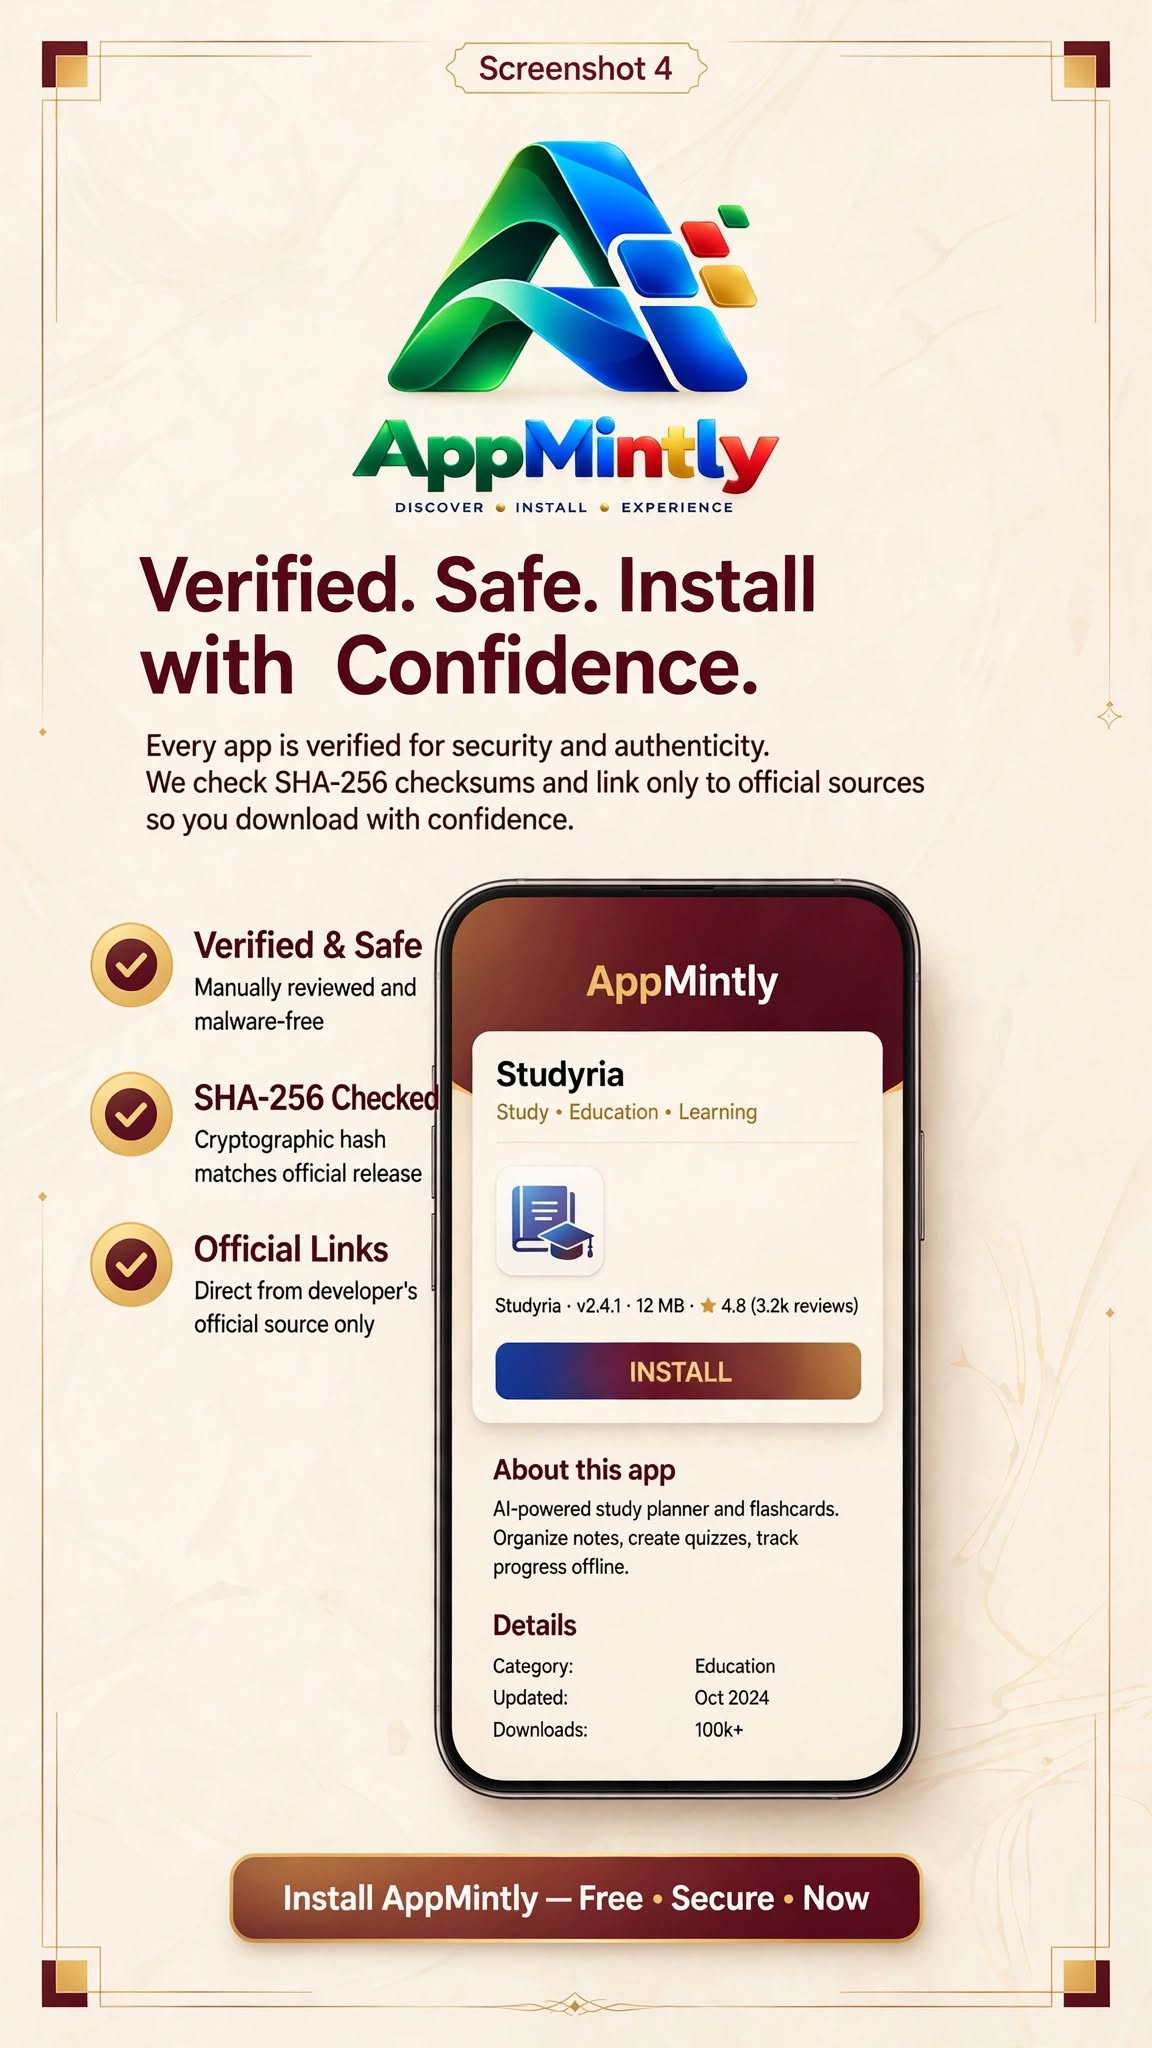 Screenshot 4
AppMintly
DISCOVER • INSTALL • EXPERIENCE
Verified. Safe. Install
with Confidence.
Every app is verified for security and authenticity.
We check SHA-256 checksums and link only to official sources
so you download with confidence.
Verified & Safe
Manually reviewed and
malware-free
SHA-256 Checked
Cryptographic hash
matches official release
Official Links
Direct from developer's
official source only
AppMintly
Studyria
Study • Education • Learning
Studyria · v2.4.1 · 12 MB · ★ 4.8 (3.2k reviews)
INSTALL
About this app
AI-powered study planner and flashcards.
Organize notes, create quizzes, track
progress offline.
Details
Category: Education
Updated: Oct 2024
Downloads: 100k+
Install AppMintly — Free • Secure • Now